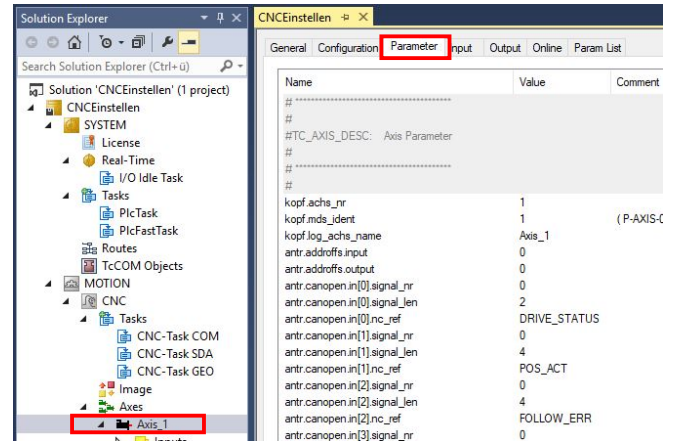 Solution Explorer
Search Solution Explorer (Ctrl+ü)
Solution 'CNCEinstellen' (1 project)
CNCEinstellen
SYSTEM
License
Real-Time
I/O Idle Task
Tasks
PlcTask
PlcFastTask
Routes
TcCOM Objects
MOTION
CNC
Tasks
CNC-Task COM
CNC-Task SDA
CNC-Task GEO
Image
Axes
Axis_1
Inputs
CNCEinstellen
General Configuration Parameter Input Output Online Param List
Name Value Comment
# ******************************************
#
#TC_AXIS_DESC: Axis Parameter
#
# ******************************************
#
kopf.achs_nr 1
kopf.mds_ident 1 ( P-AXIS-0
kopf.log_achs_name Axis_1
antr.addroffs.input 0
antr.addroffs.output 0
antr.canopen.in[0].signal_nr 0
antr.canopen.in[0].signal_len 2
antr.canopen.in[0].nc_ref DRIVE_STATUS
antr.canopen.in[1].signal_nr 0
antr.canopen.in[1].signal_len 4
antr.canopen.in[1].nc_ref POS_ACT
antr.canopen.in[2].signal_nr 0
antr.canopen.in[2].signal_len 4
antr.canopen.in[2].nc_ref FOLLOW_ERR
antr.canopen.in[3].signal_nr 0